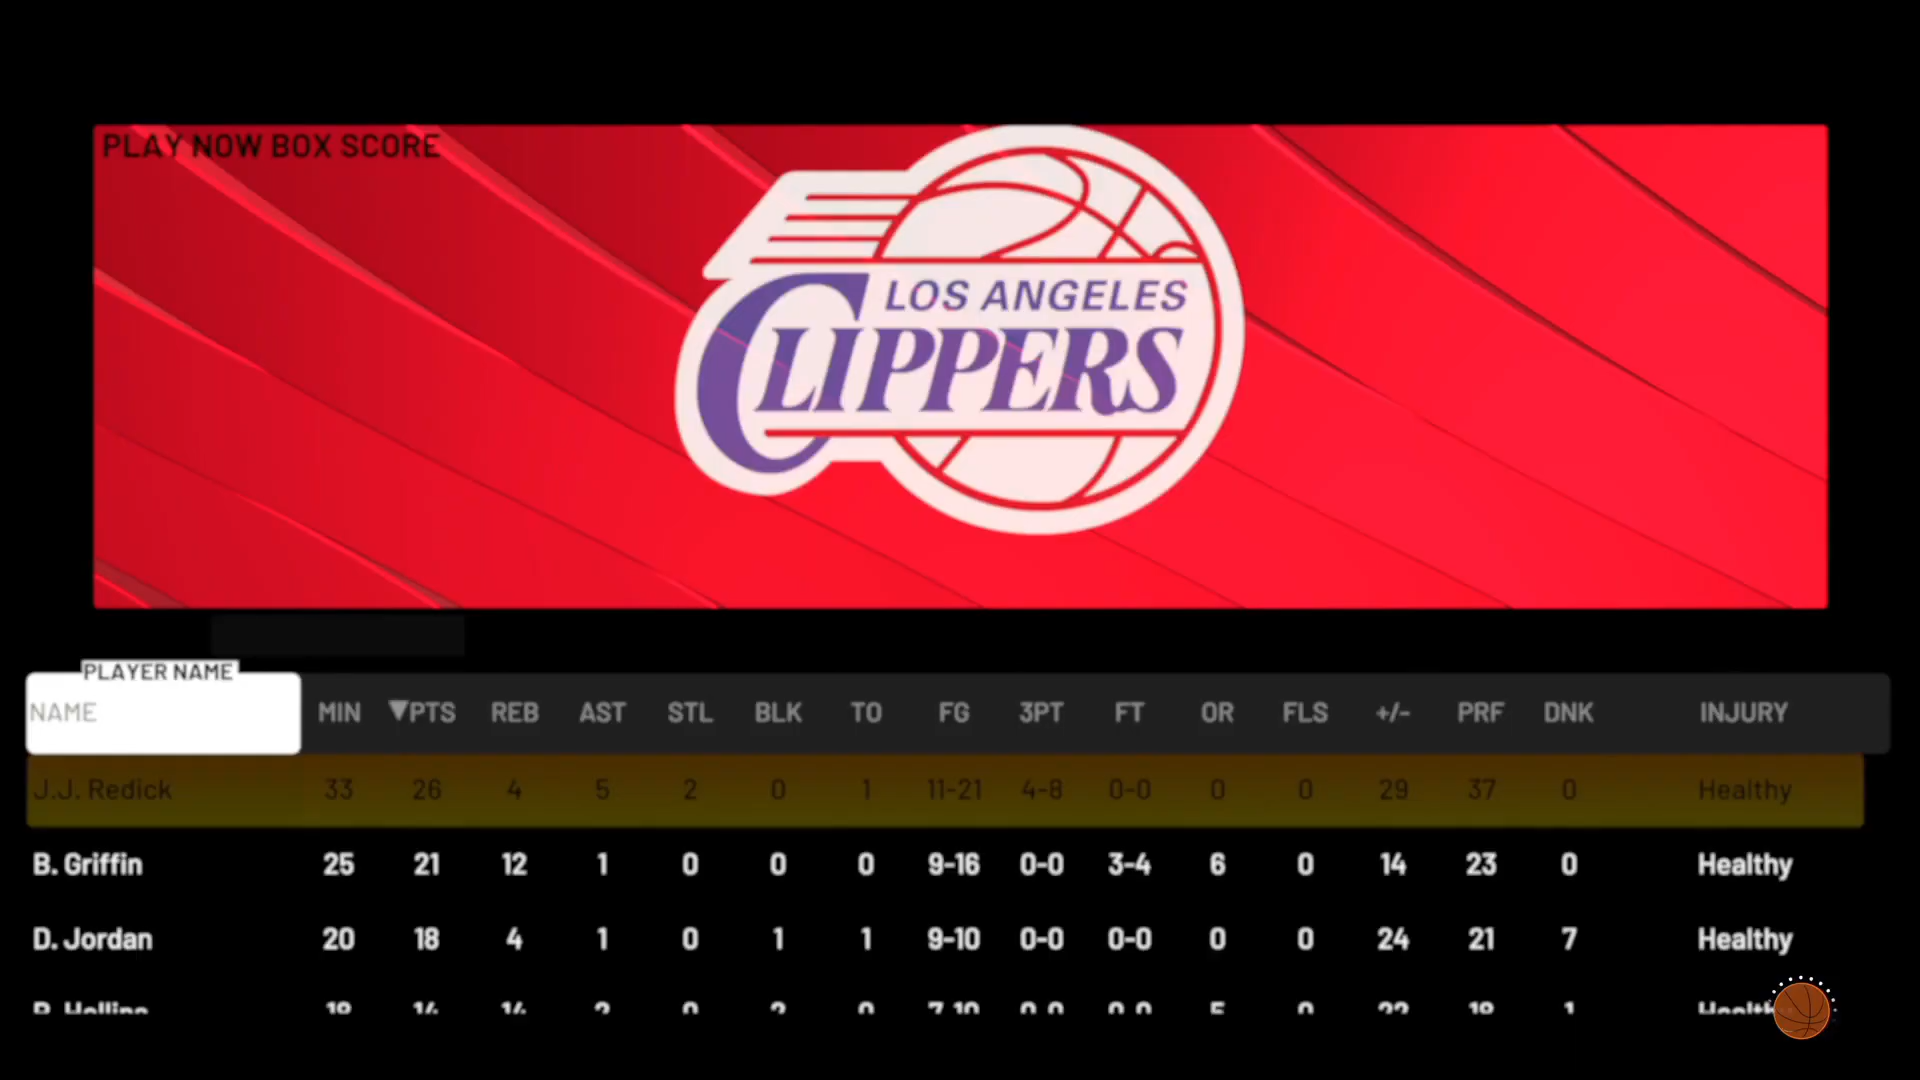 PLAY NOW BOX SCORE
LOS ANGELES
CLIPPERS
PLAYER NAME
NAME MIN ▼PTS REB AST STL BLK TO FG 3PT FT OR FLS +/- PRF DNK INJURY
J.J. Redick 33 26 4 5 2 0 1 11-21 4-8 0-0 0 0 29 37 0 Healthy
B. Griffin 25 21 12 1 0 0 0 9-16 0-0 3-4 6 0 14 23 0 Healthy
D. Jordan 20 18 4 1 0 1 1 9-10 0-0 0-0 0 0 24 21 7 Healthy